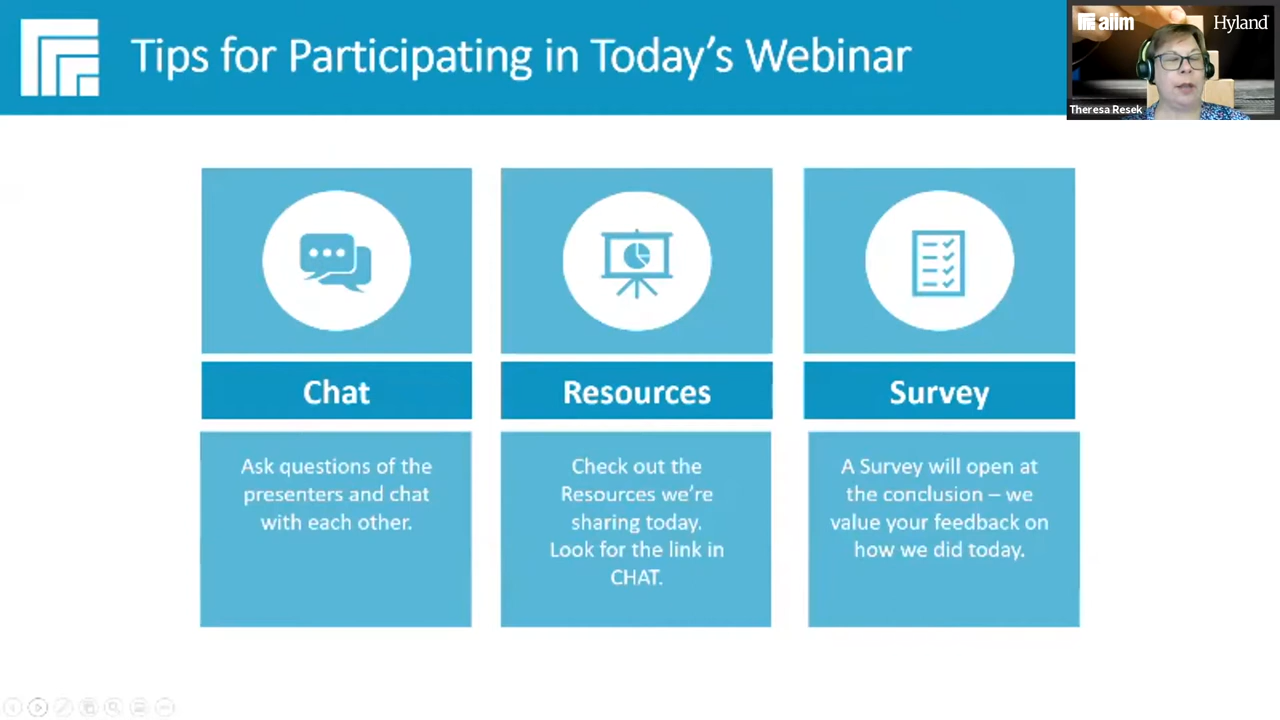 Tips for Participating in Today's Webinar
aiim
Hyland
Theresa Resek
Chat
Ask questions of the
presenters and chat
with each other.
Resources
Check out the
Resources we're
sharing today.
Look for the link in
CHAT.
Survey
A Survey will open at
the conclusion – we
value your feedback on
how we did today.